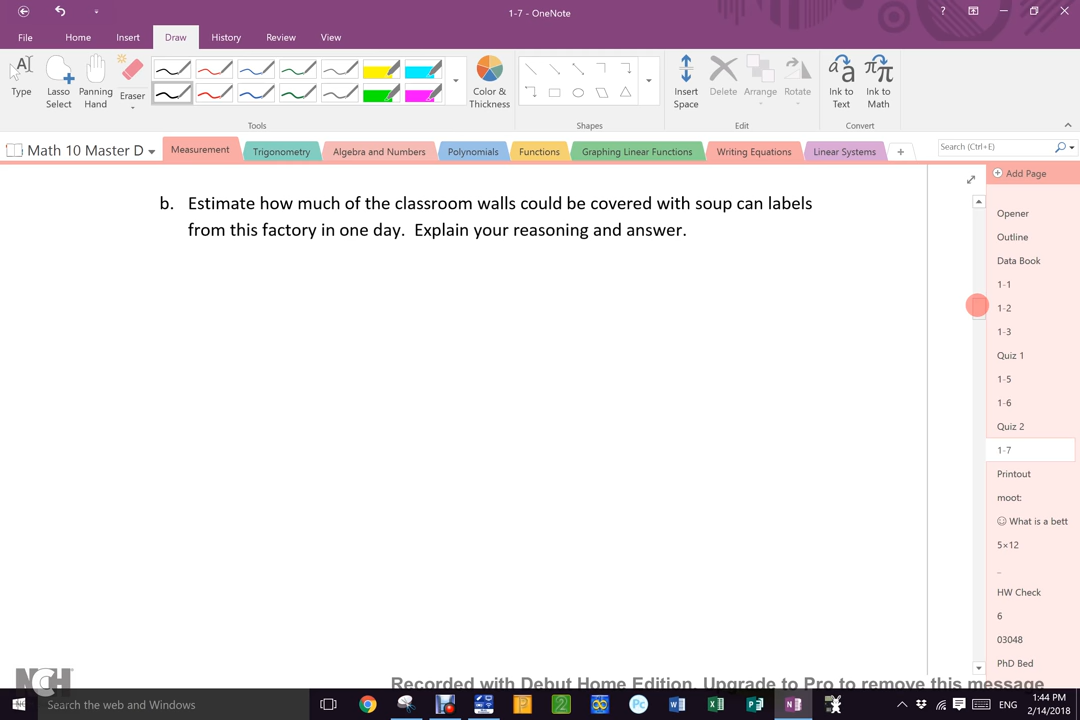 1-7 - OneNote
?
File Home Insert Draw History Review View
Type Lasso Select Panning Hand Eraser Color & Thickness Insert Space Delete Arrange Rotate Ink to Text Ink to Math
Tools Shapes Edit Convert
Math 10 Master D Measurement Trigonometry Algebra and Numbers Polynomials Functions Graphing Linear Functions Writing Equations Linear Systems + Search (Ctrl+E)
Add Page
b. Estimate how much of the classroom walls could be covered with soup can labels
from this factory in one day. Explain your reasoning and answer.
Opener
Outline
Data Book
1-1
1-2
1-3
Quiz 1
1-5
1-6
Quiz 2
1-7
Printout
moot:
☺ What is a bett
5×12
..
HW Check
6
03048
PhD Bed
NCH
Recorded with Debut Home Edition. Upgrade to Pro to remove this message
Search the web and Windows
ENG
1:44 PM
2/14/2018